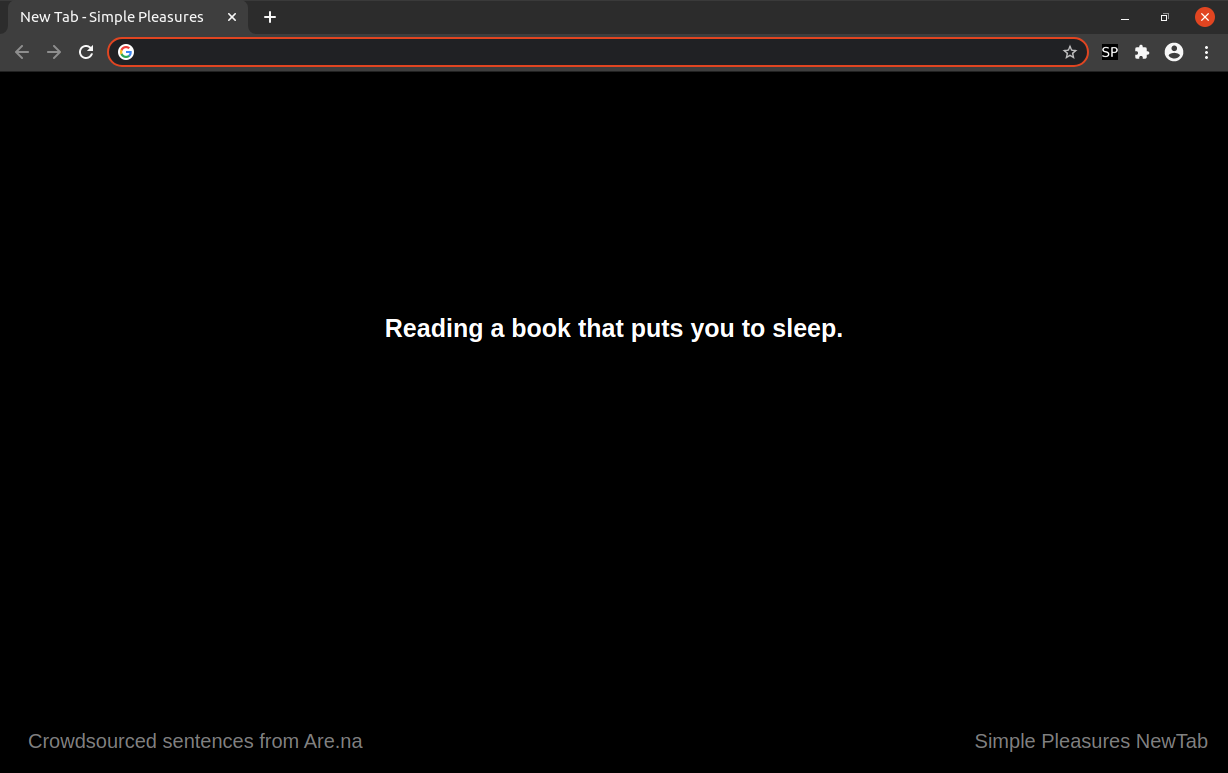 New Tab - Simple Pleasures
SP
Reading a book that puts you to sleep.
Crowdsourced sentences from Are.na
Simple Pleasures NewTab